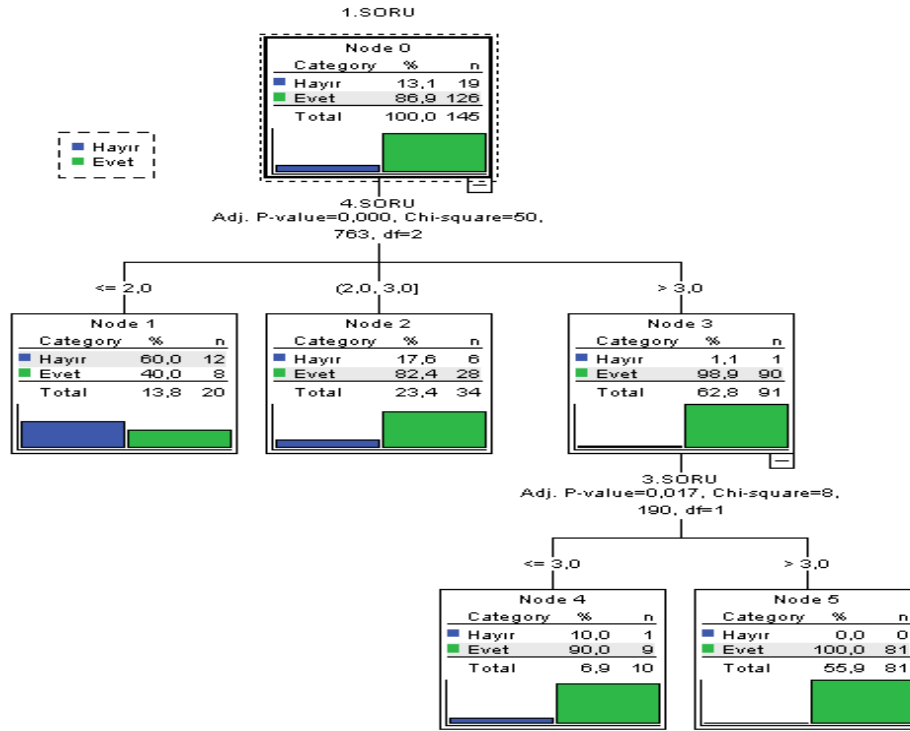 1.SORU
Node 0
Category % n
Hayır 13,1 19
Evet 86,9 126
Total 100,0 145
Hayır
Evet
4.SORU
Adj. P-value=0,000, Chi-square=50,
763, df=2
<= 2,0
(2,0, 3,0]
> 3,0
Node 1
Category % n
Hayır 60,0 12
Evet 40,0 8
Total 13,8 20
Node 2
Category % n
Hayır 17,6 6
Evet 82,4 28
Total 23,4 34
Node 3
Category % n
Hayır 1,1 1
Evet 98,9 90
Total 62,8 91
3.SORU
Adj. P-value=0,017, Chi-square=8,
190, df=1
<= 3,0
> 3,0
Node 4
Category % n
Hayır 10,0 1
Evet 90,0 9
Total 6,9 10
Node 5
Category % n
Hayır 0,0 0
Evet 100,0 81
Total 55,9 81